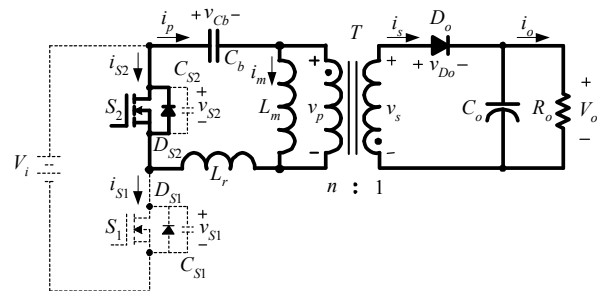 i_p + v_Cb − T i_s D_o i_o
i_S2 C_S2 C_b i_m + + v_Do − +
S_2 + v_S2 − L_m v_p v_s C_o R_o V_o
D_S2 − − −
V_i L_r n : 1
i_S1 D_S1
S_1 + v_S1 −
C_S1